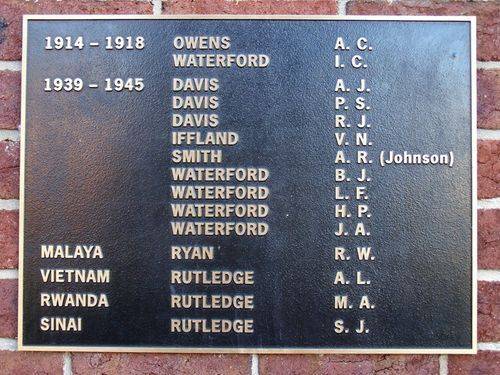 1914 – 1918 OWENS A. C.
WATERFORD I. C.
1939 – 1945 DAVIS A. J.
DAVIS P. S.
DAVIS R. J.
IFFLAND V. N.
SMITH A. R. (Johnson)
WATERFORD B. J.
WATERFORD L. F.
WATERFORD H. P.
WATERFORD J. A.
MALAYA RYAN R. W.
VIETNAM RUTLEDGE A. L.
RWANDA RUTLEDGE M. A.
SINAI RUTLEDGE S. J.